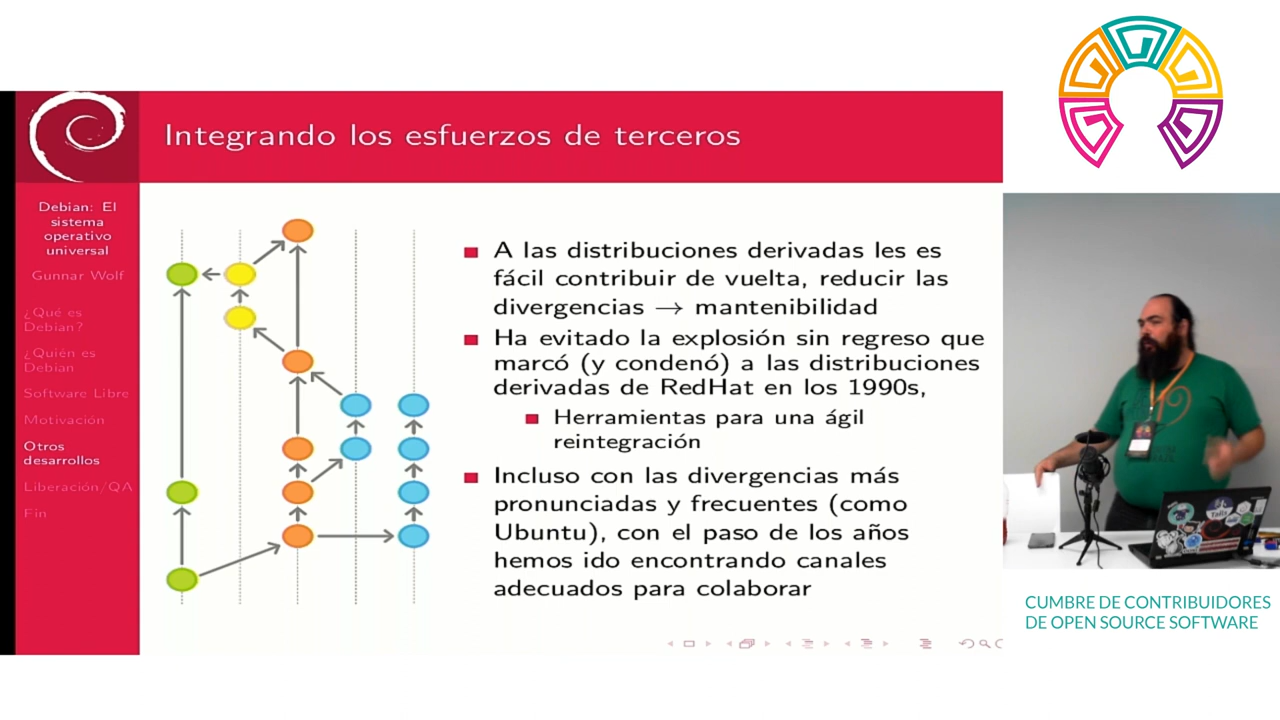 Integrando los esfuerzos de terceros
Debian: El
sistema
operativo
universal
Gunnar Wolf
¿Qué es
Debian?
¿Quién es
Debian
Software Libre
Motivación
Otros
desarrollos
Liberación/QA
Fin
A las distribuciones derivadas les es
fácil contribuir de vuelta, reducir las
divergencias → mantenibilidad
Ha evitado la explosión sin regreso que
marcó (y condenó) a las distribuciones
derivadas de RedHat en los 1990s,
Herramientas para una ágil
reintegración
Incluso con las divergencias más
pronunciadas y frecuentes (como
Ubuntu), con el paso de los años
hemos ido encontrando canales
adecuados para colaborar
19
Tails
CUMBRE DE CONTRIBUIDORES
DE OPEN SOURCE SOFTWARE